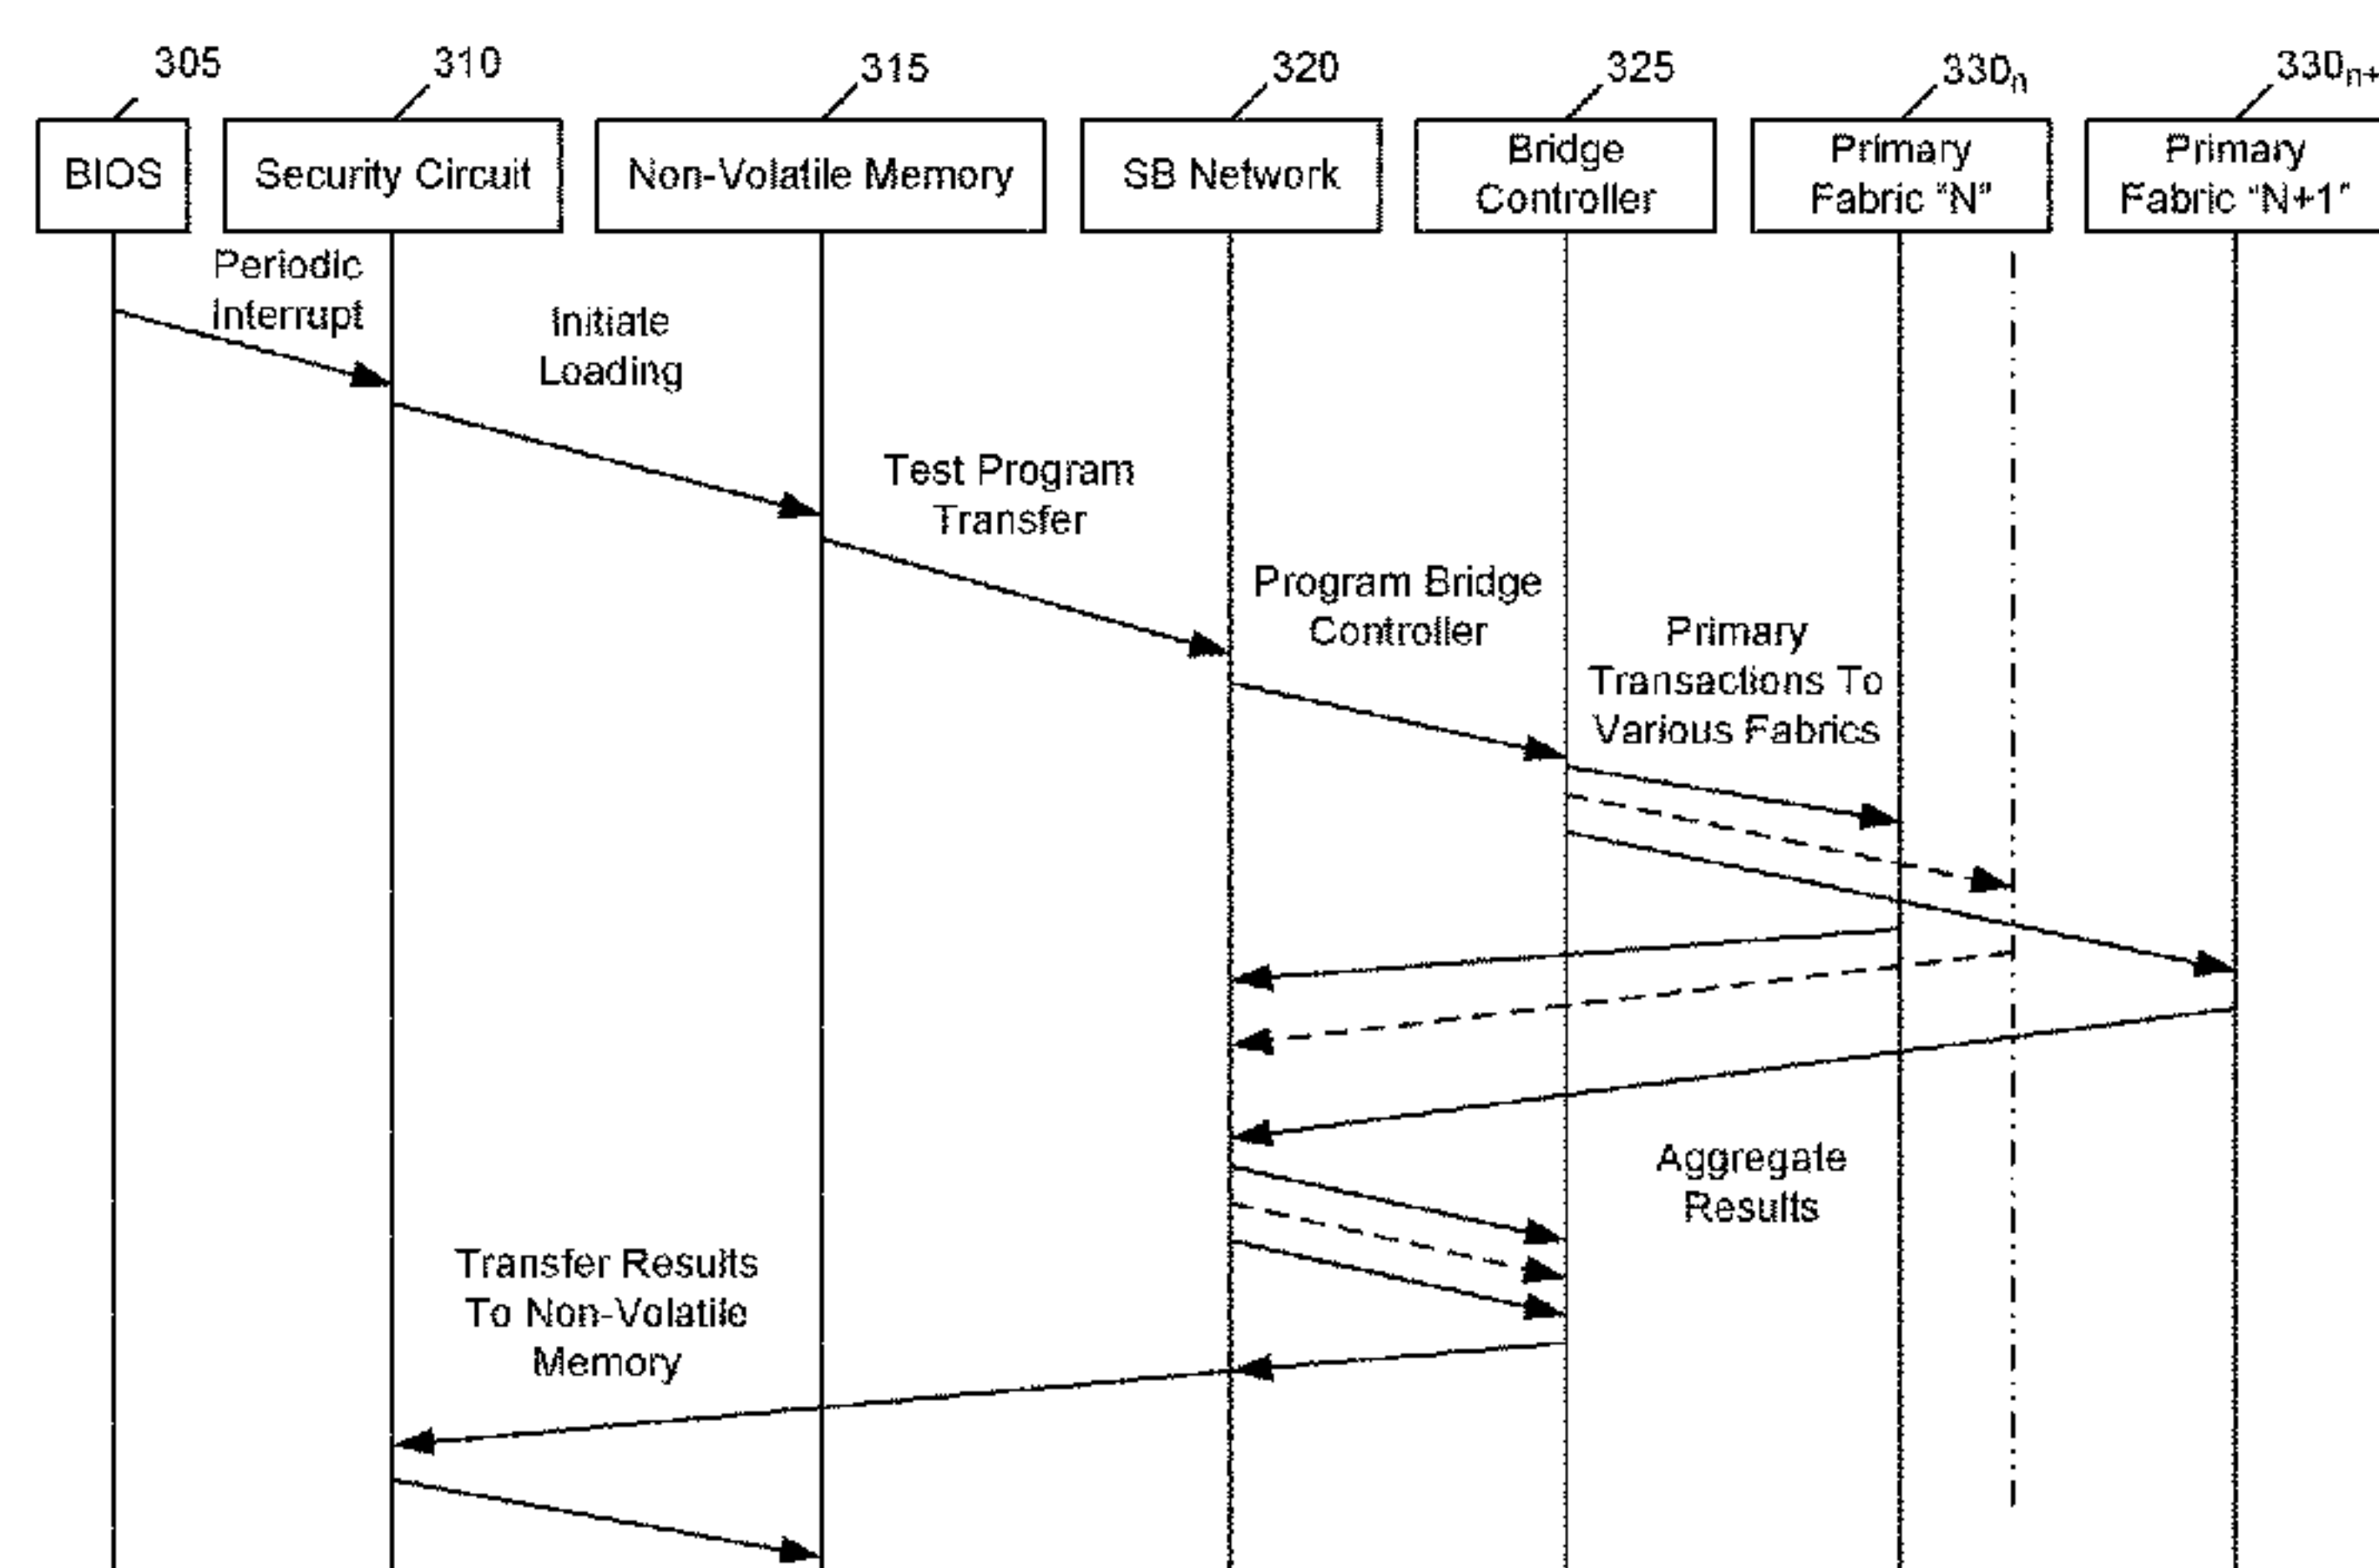 305
310
315
320
325
330n
330n+
BIOS
Security Circuit
Non-Volatile Memory
SB Network
Bridge
Controller
Primary
Fabric "N"
Primary
Fabric "N+1"
Periodic
Interrupt
Initiate
Loading
Test Program
Transfer
Program Bridge
Controller
Primary
Transactions To
Various Fabrics
Aggregate
Results
Transfer Results
To Non-Volatile
Memory